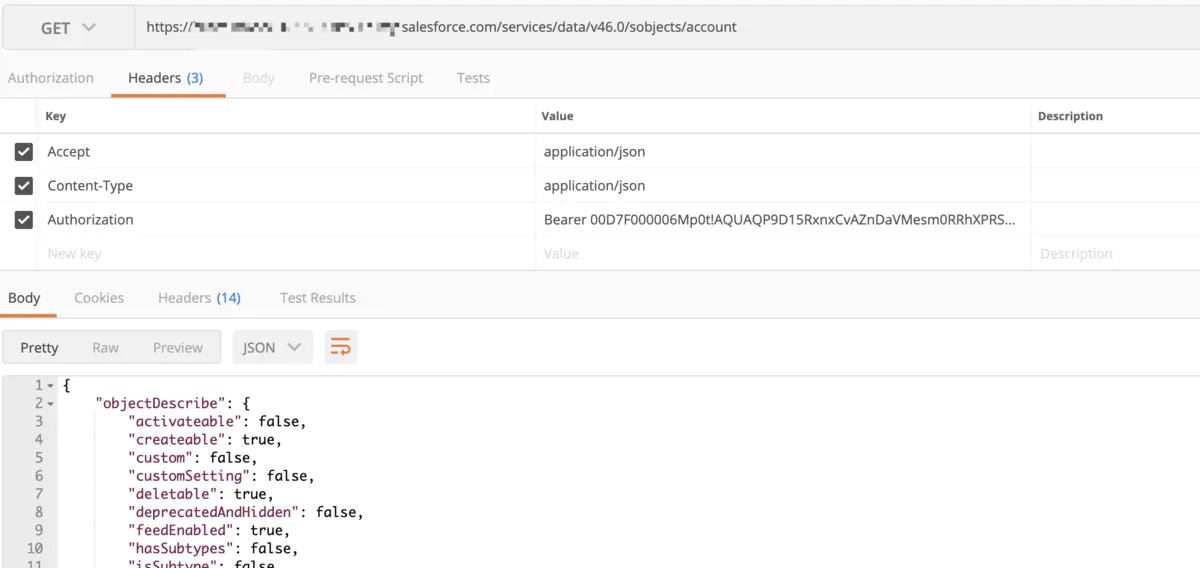 GET https:// salesforce.com/services/data/v46.0/sobjects/account
Authorization Headers (3) Body Pre-request Script Tests
Key Value Description
Accept application/json
Content-Type application/json
Authorization Bearer 00D7F000006Mp0t!AQUAQP9D15RxnxCvAZnDaVMesm0RRhXPRS...
New key Value Description
Body Cookies Headers (14) Test Results
Pretty Raw Preview JSON
1 {
2 "objectDescribe": {
3 "activateable": false,
4 "createable": true,
5 "custom": false,
6 "customSetting": false,
7 "deletable": true,
8 "deprecatedAndHidden": false,
9 "feedEnabled": true,
10 "hasSubtypes": false,
11 "isSubtype": false